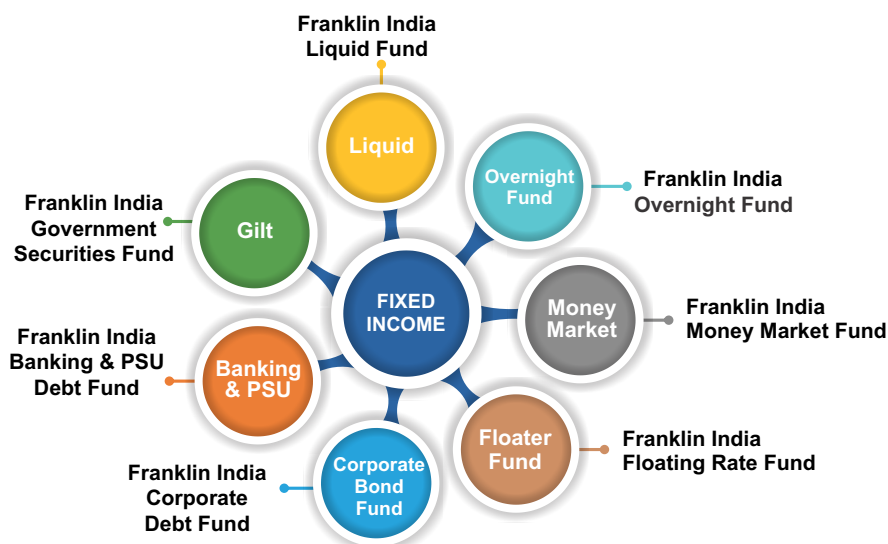 Franklin India
Liquid Fund
Liquid
Overnight
Fund
Franklin India
Overnight Fund
Franklin India
Government
Securities Fund
Gilt
FIXED
INCOME
Money
Market
Franklin India
Money Market Fund
Franklin India
Banking & PSU
Debt Fund
Banking
& PSU
Floater
Fund
Franklin India
Floating Rate Fund
Corporate
Bond
Fund
Franklin India
Corporate
Debt Fund